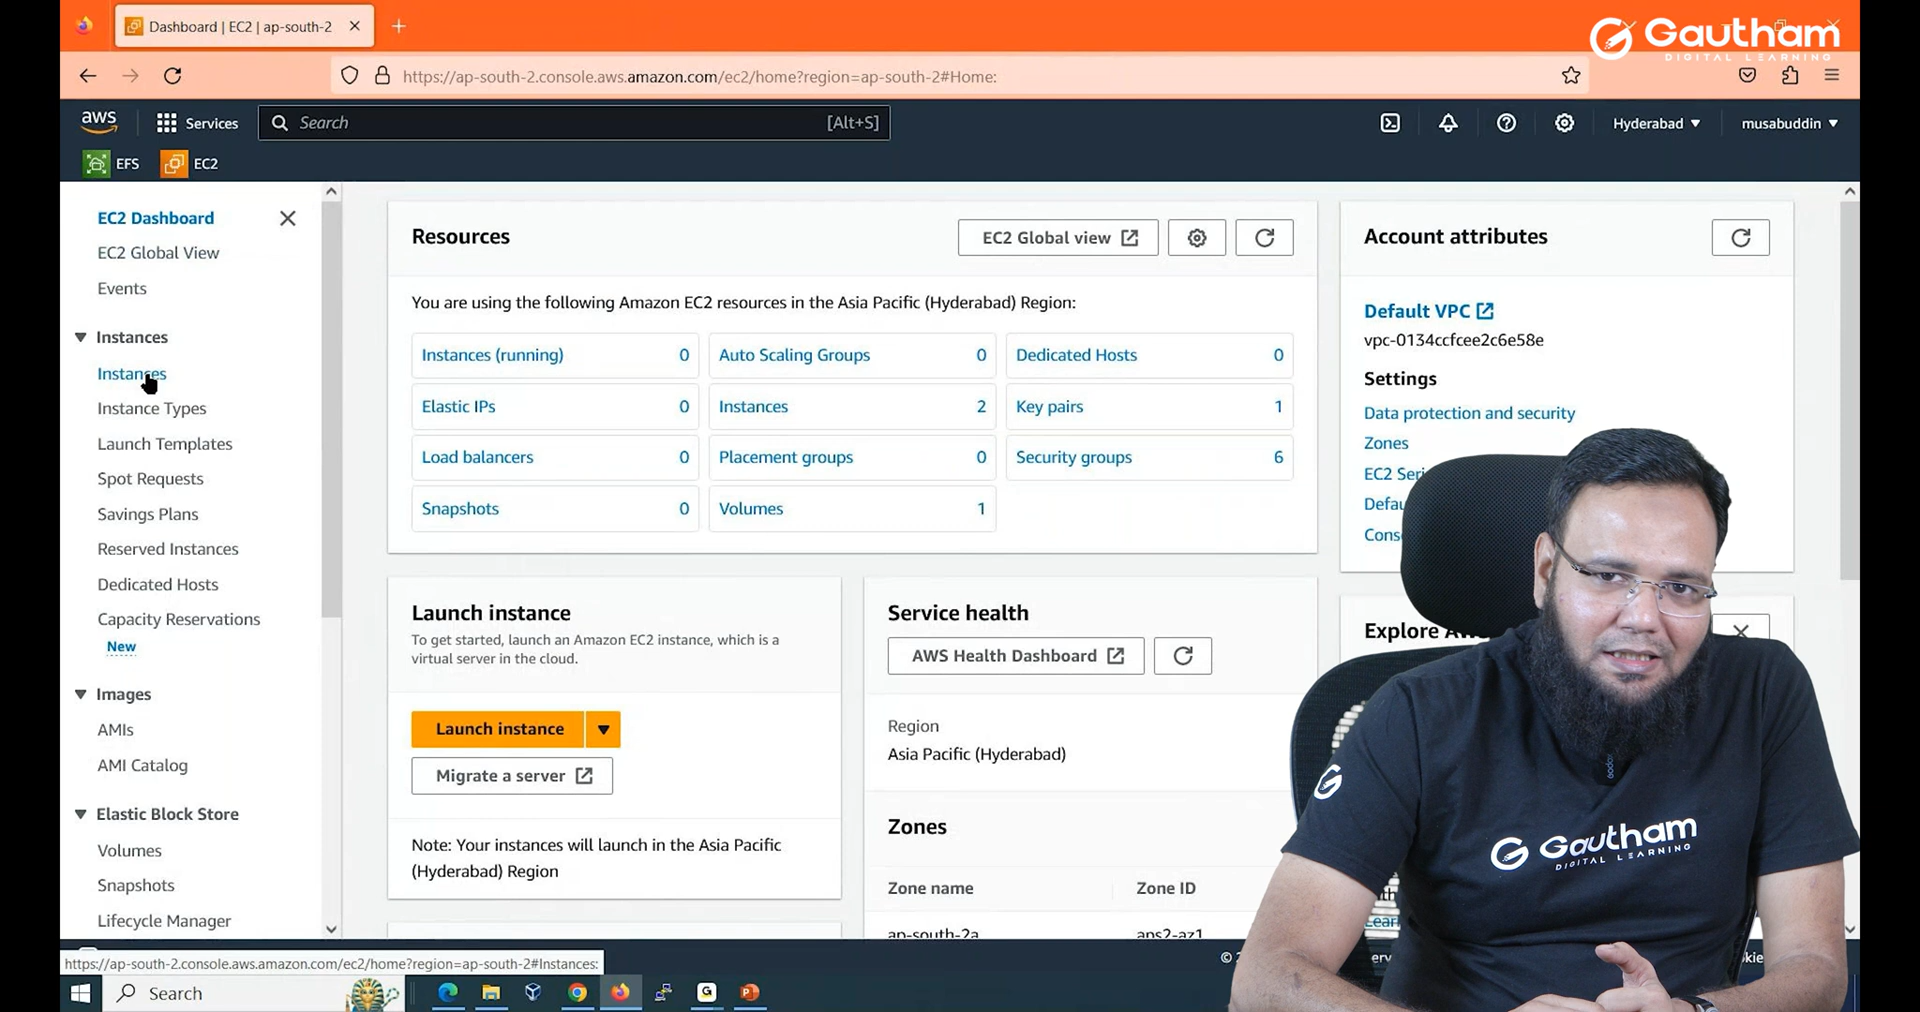 Dashboard | EC2 | ap-south-2
Gautham
DIGITAL LEARNING
https://ap-south-2.console.aws.amazon.com/ec2/home?region=ap-south-2#Home:
aws
Services
Search
[Alt+S]
Hyderabad
musabuddin
EFS
EC2
EC2 Dashboard
EC2 Global View
Events
Instances
Instances
Instance Types
Launch Templates
Spot Requests
Savings Plans
Reserved Instances
Dedicated Hosts
Capacity Reservations
New
Images
AMIs
AMI Catalog
Elastic Block Store
Volumes
Snapshots
Lifecycle Manager
Resources
EC2 Global view
You are using the following Amazon EC2 resources in the Asia Pacific (Hyderabad) Region:
Instances (running) 0
Auto Scaling Groups 0
Dedicated Hosts 0
Elastic IPs 0
Instances 2
Key pairs 1
Load balancers 0
Placement groups 0
Security groups 6
Snapshots 0
Volumes 1
Launch instance
To get started, launch an Amazon EC2 instance, which is a
virtual server in the cloud.
Launch instance
Migrate a server
Note: Your instances will launch in the Asia Pacific
(Hyderabad) Region
Service health
AWS Health Dashboard
Region
Asia Pacific (Hyderabad)
Zones
Zone name
Zone ID
ap-south-2a
aps2-az1
Account attributes
Default VPC
vpc-0134ccfcee2c6e58e
Settings
Data protection and security
Zones
EC2 Seri
Defau
Cons
Explore
Gautham
DIGITAL LEARNING
https://ap-south-2.console.aws.amazon.com/ec2/home?region=ap-south-2#Instances:
Search